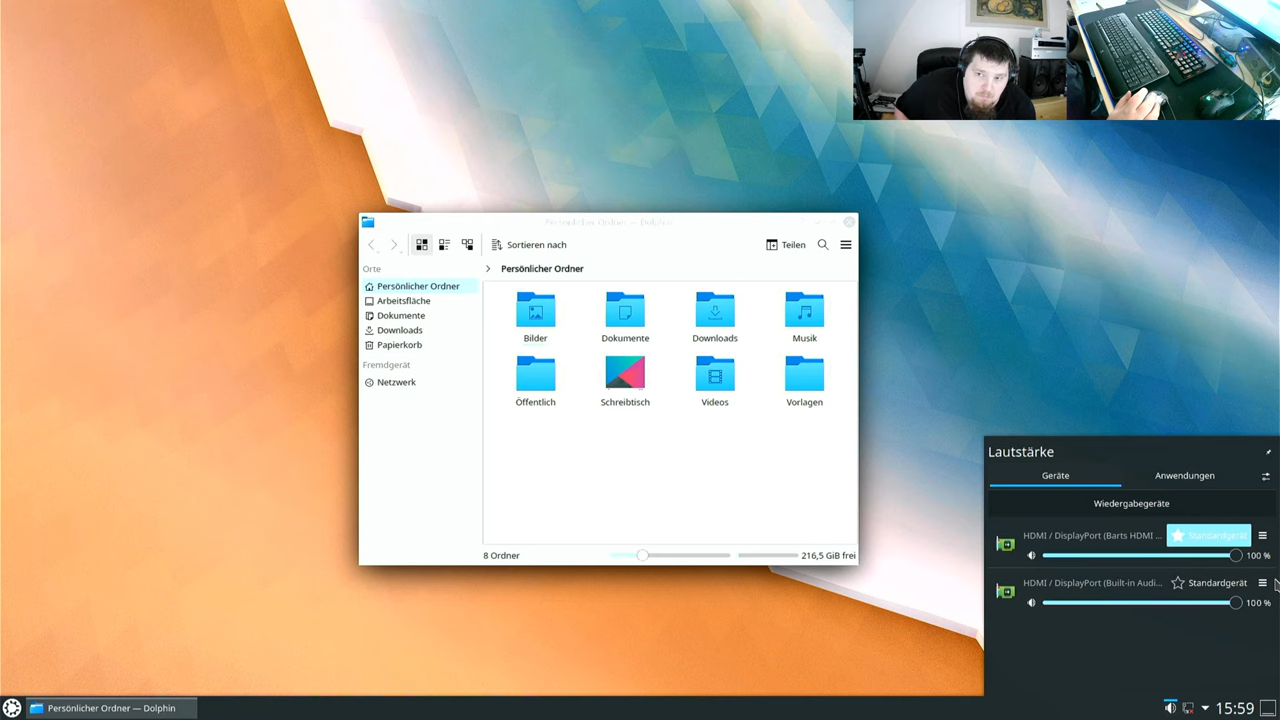 Persönlicher Ordner — Dolphin
Sortieren nach
Teilen
Orte
Persönlicher Ordner
Persönlicher Ordner
Arbeitsfläche
Dokumente
Downloads
Papierkorb
Fremdgerät
Netzwerk
Bilder
Dokumente
Downloads
Musik
Öffentlich
Schreibtisch
Videos
Vorlagen
8 Ordner
216,5 GiB frei
Lautstärke
Geräte
Anwendungen
Wiedergabegeräte
HDMI / DisplayPort (Barts HDMI ...
Standardgerät
100 %
HDMI / DisplayPort (Built-in Audi...
Standardgerät
100 %
Persönlicher Ordner — Dolphin
15:59